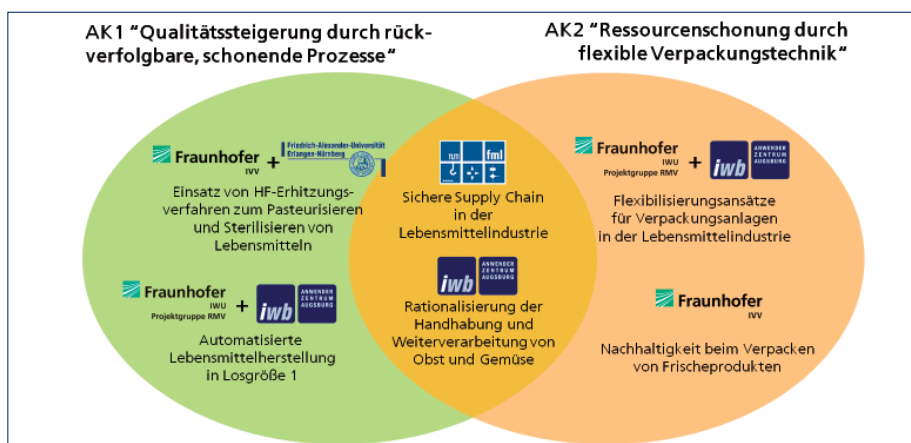 AK1 “Qualitätssteigerung durch rück-
verfolgbare, schonende Prozesse“
AK2 “Ressourcenschonung durch
flexible Verpackungstechnik“
Fraunhofer
IVV
+
Friedrich-Alexander-Universität
Erlangen-Nürnberg
Einsatz von HF-Erhitzungs-
verfahren zum Pasteurisieren
und Sterilisieren von
Lebensmitteln
Fraunhofer
IWU
Projektgruppe RMV
+
iwb
ANWENDER
ZENTRUM
AUGSBURG
Automatisierte
Lebensmittelherstellung
in Losgröße 1
TUM
fml
Sichere Supply Chain
in der
Lebensmittelindustrie
iwb
ANWENDER
ZENTRUM
AUGSBURG
Rationalisierung der
Handhabung und
Weiterverarbeitung von
Obst und Gemüse
Fraunhofer
IWU
Projektgruppe RMV
+
iwb
ANWENDER
ZENTRUM
AUGSBURG
Flexibilisierungsansätze
für Verpackungsanlagen
in der Lebensmittelindustrie
Fraunhofer
IVV
Nachhaltigkeit beim Verpacken
von Frischeprodukten